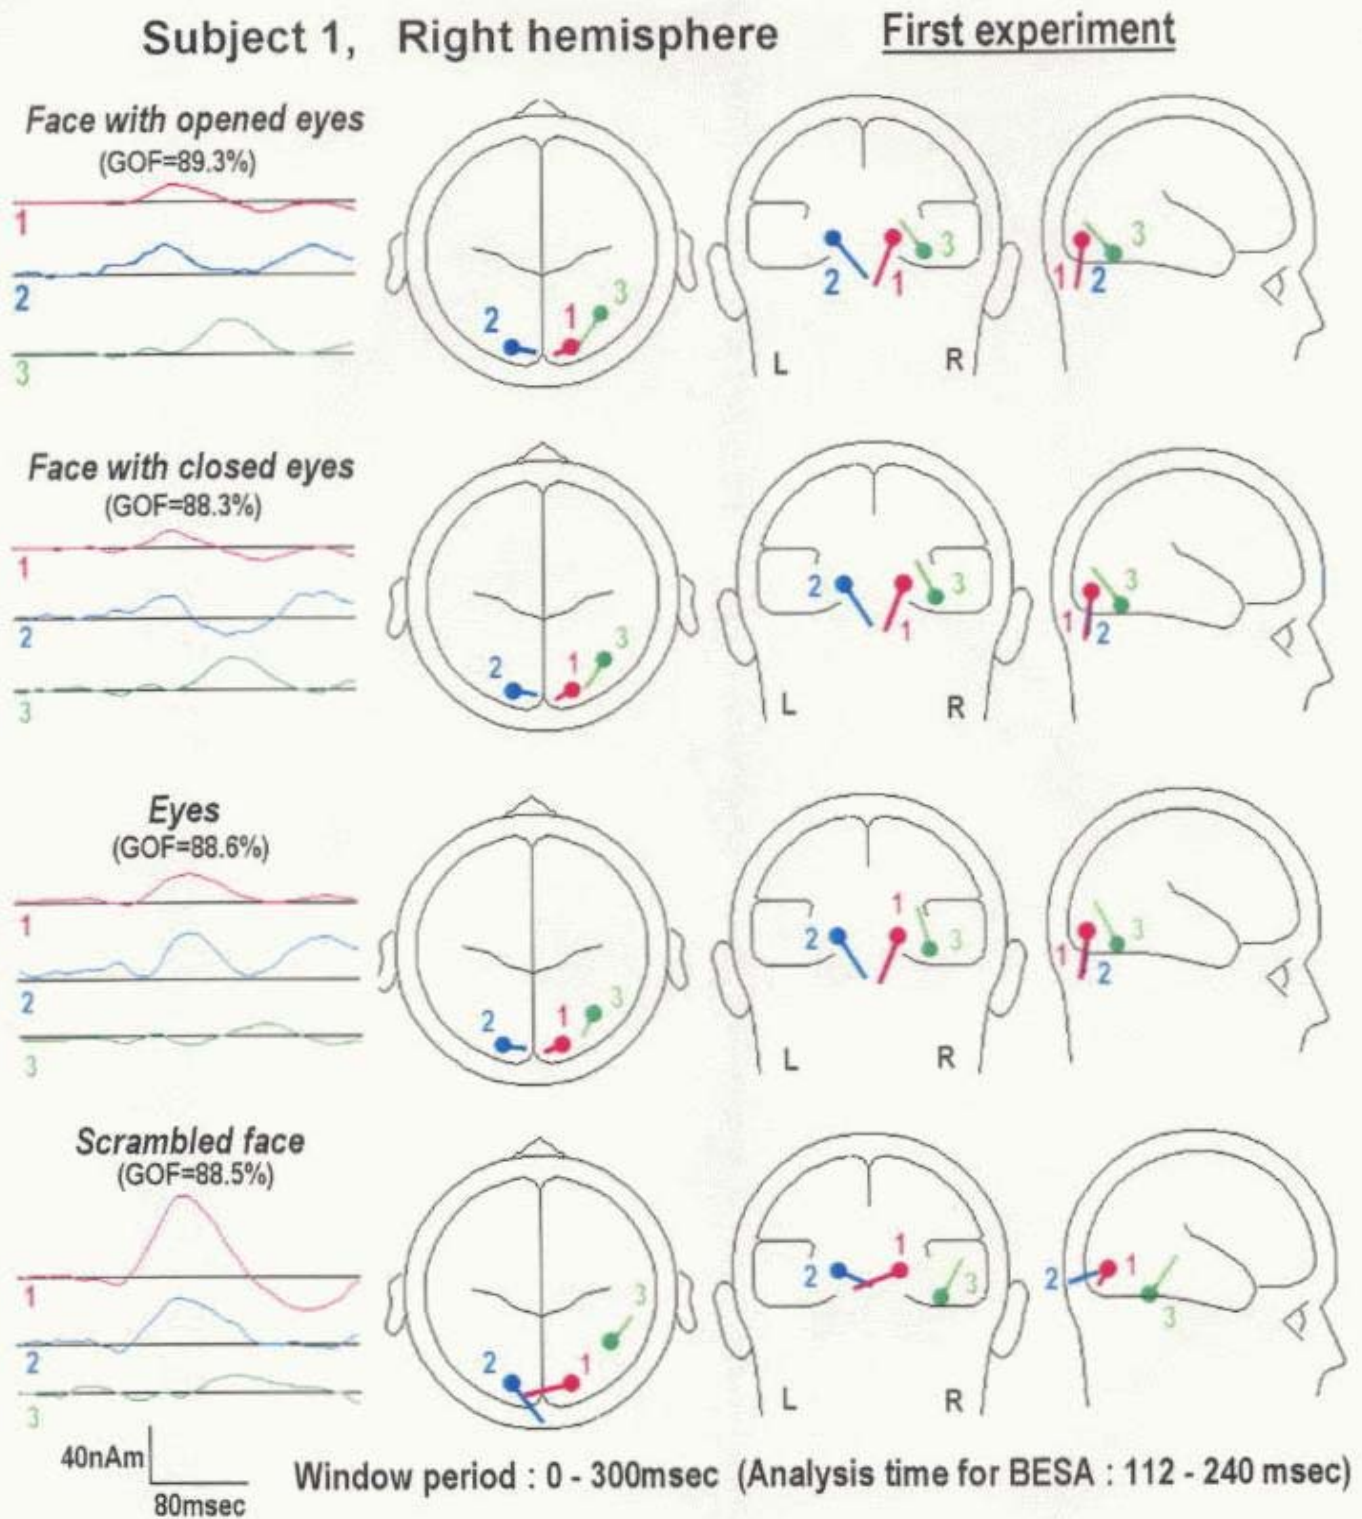 Subject 1, Right hemisphere First experiment
Face with opened eyes
(GOF=89.3%)
1
2
3
2 1 3
2 1 3
L R
1 2 3
Face with closed eyes
(GOF=88.3%)
1
2
3
2 1 3
2 1 3
L R
1 2 3
Eyes
(GOF=88.6%)
1
2
3
2 1 3
2 1 3
L R
1 2 3
Scrambled face
(GOF=88.5%)
1
2
3
2 1 3
2 1 3
L R
2 1 3
40nAm
80msec
Window period : 0 - 300msec (Analysis time for BESA : 112 - 240 msec)